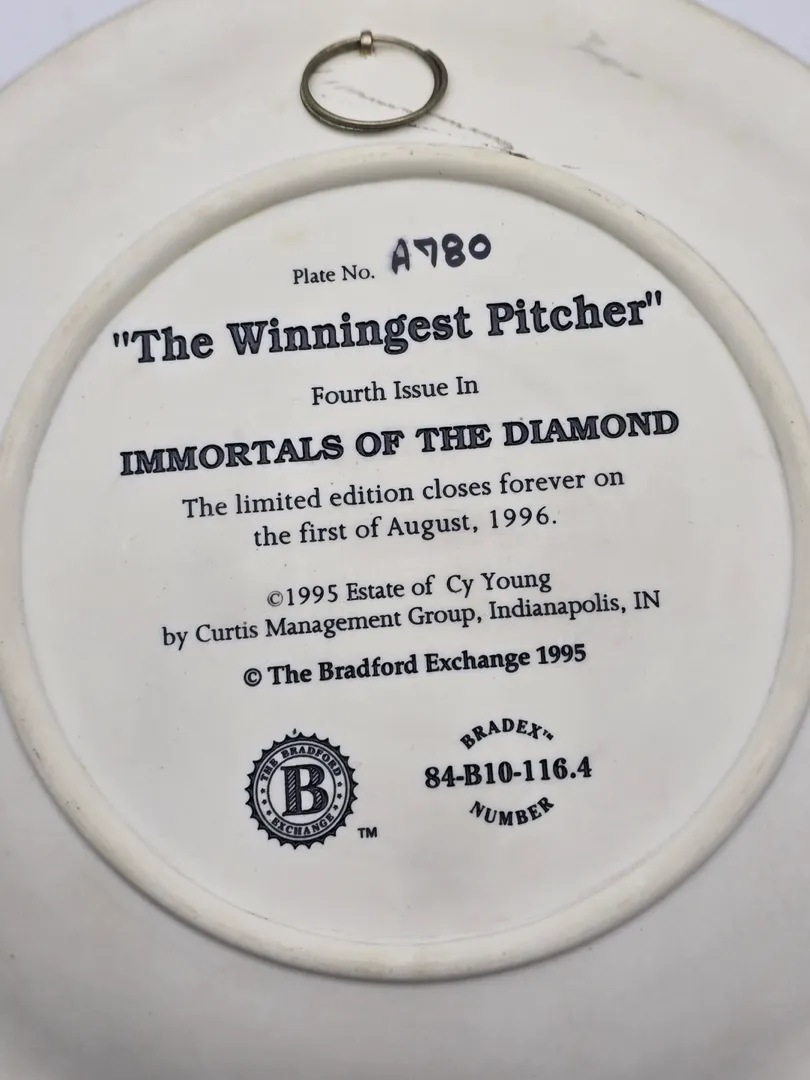 Plate No. A780
"The Winningest Pitcher"
Fourth Issue In
IMMORTALS OF THE DIAMOND
The limited edition closes forever on
the first of August, 1996.
©1995 Estate of Cy Young
by Curtis Management Group, Indianapolis, IN
© The Bradford Exchange 1995
THE BRADFORD
B
EXCHANGE
TM
BRADEX™
84-B10-116.4
NUMBER